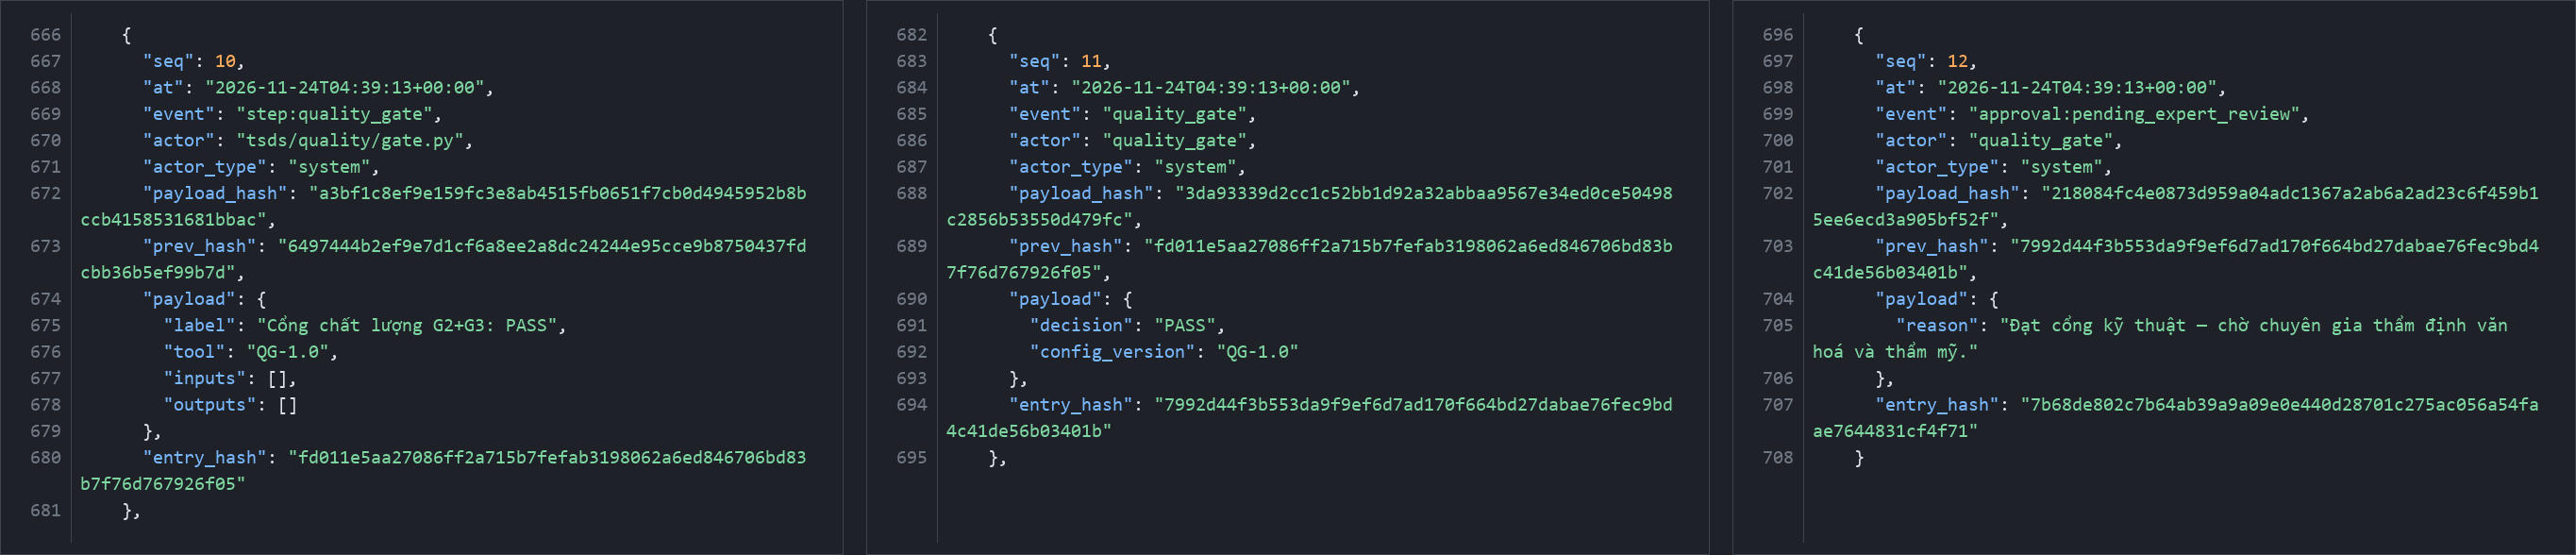 666 {
667 "seq": 10,
668 "at": "2026-11-24T04:39:13+00:00",
669 "event": "step:quality_gate",
670 "actor": "tsds/quality/gate.py",
671 "actor_type": "system",
672 "payload_hash": "a3bf1c8ef9e159fc3e8ab4515fb0651f7cb0d4945952b8b
ccb4158531681bbac",
673 "prev_hash": "6497444b2ef9e7d1cf6a8ee2a8dc24244e95cce9b8750437fd
cbb36b5ef99b7d",
674 "payload": {
675 "label": "Cổng chất lượng G2+G3: PASS",
676 "tool": "QG-1.0",
677 "inputs": [],
678 "outputs": []
679 },
680 "entry_hash": "fd011e5aa27086ff2a715b7fefab3198062a6ed846706bd83
b7f76d767926f05"
681 },
682 {
683 "seq": 11,
684 "at": "2026-11-24T04:39:13+00:00",
685 "event": "quality_gate",
686 "actor": "quality_gate",
687 "actor_type": "system",
688 "payload_hash": "3da93339d2cc1c52bb1d92a32abbaa9567e34ed0ce50498
c2856b53550d479fc",
689 "prev_hash": "fd011e5aa27086ff2a715b7fefab3198062a6ed846706bd83b
7f76d767926f05",
690 "payload": {
691 "decision": "PASS",
692 "config_version": "QG-1.0"
693 },
694 "entry_hash": "7992d44f3b553da9f9ef6d7ad170f664bd27dabae76fec9bd
4c41de56b03401b"
695 },
696 {
697 "seq": 12,
698 "at": "2026-11-24T04:39:13+00:00",
699 "event": "approval:pending_expert_review",
700 "actor": "quality_gate",
701 "actor_type": "system",
702 "payload_hash": "218084fc4e0873d959a04adc1367a2ab6a2ad23c6f459b1
5ee6ecd3a905bf52f",
703 "prev_hash": "7992d44f3b553da9f9ef6d7ad170f664bd27dabae76fec9bd4
c41de56b03401b",
704 "payload": {
705 "reason": "Đạt cổng kỹ thuật — chờ chuyên gia thẩm định văn
hoá và thẩm mỹ."
706 },
707 "entry_hash": "7b68de802c7b64ab39a9a09e0e440d28701c275ac056a54fa
ae7644831cf4f71"
708 }